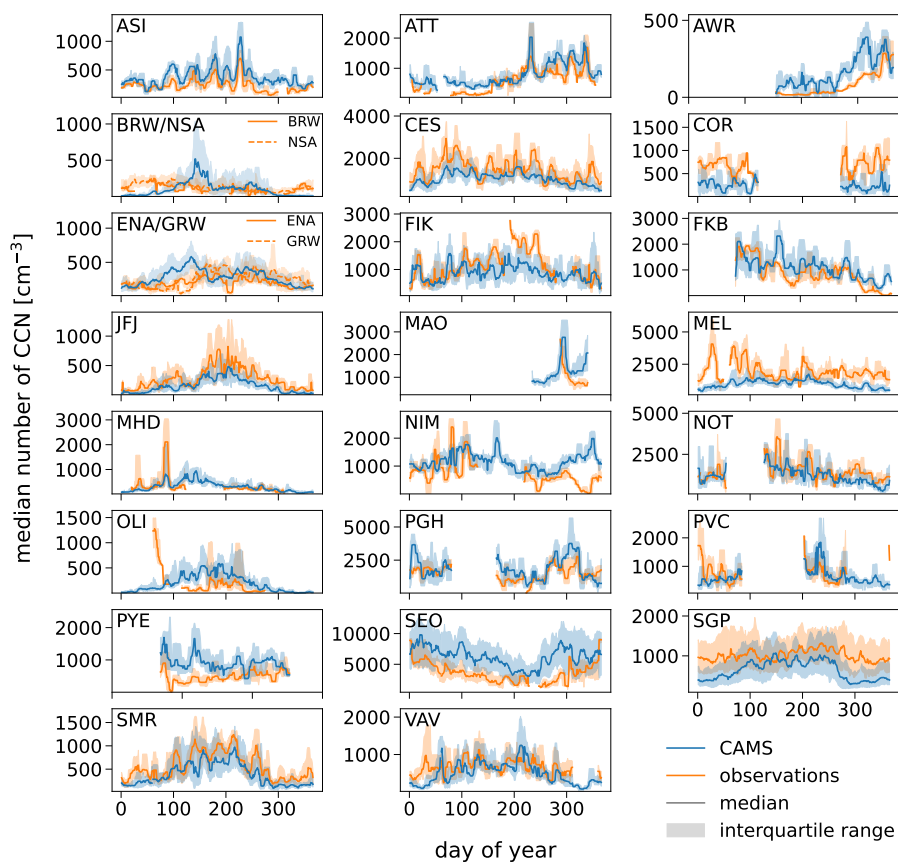 median number of CCN [cm⁻³]
ASI
1000
500
ATT
2000
1000
AWR
500
0
BRW/NSA
1000
500
BRW
NSA
CES
4000
2000
COR
1500
1000
500
ENA/GRW
500
ENA
GRW
FIK
3000
2000
1000
FKB
3000
2000
1000
JFJ
1000
500
MAO
3000
2000
1000
MEL
5000
2500
MHD
3000
2000
1000
NIM
2000
1000
NOT
5000
2500
OLI
1500
1000
500
0
PGH
5000
2500
PVC
2000
1000
PYE
2000
1000
SEO
10000
5000
SGP
2000
1000
0 100 200 300
SMR
1500
1000
500
0 100 200 300
VAV
2000
1000
0 100 200 300
CAMS
observations
median
interquartile range
day of year